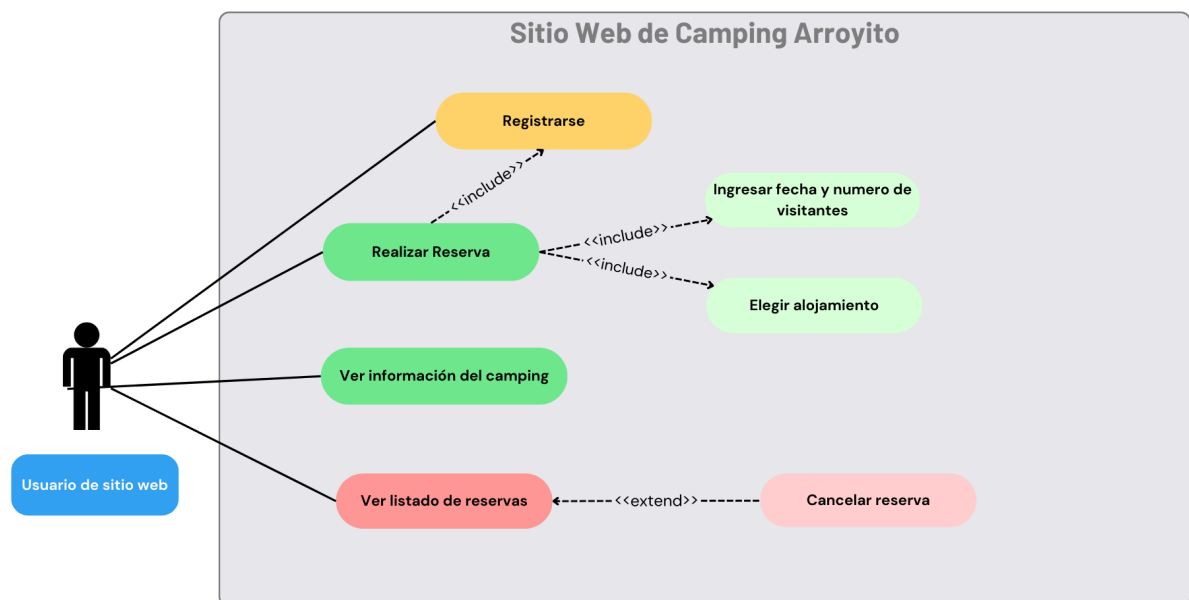 Sitio Web de Camping Arroyito
Registrarse
<<include>>
Ingresar fecha y numero de
visitantes
<<include>>
Realizar Reserva
<<include>>
Elegir alojamiento
Ver información del camping
Usuario de sitio web
Ver listado de reservas
<<extend>>
Cancelar reserva